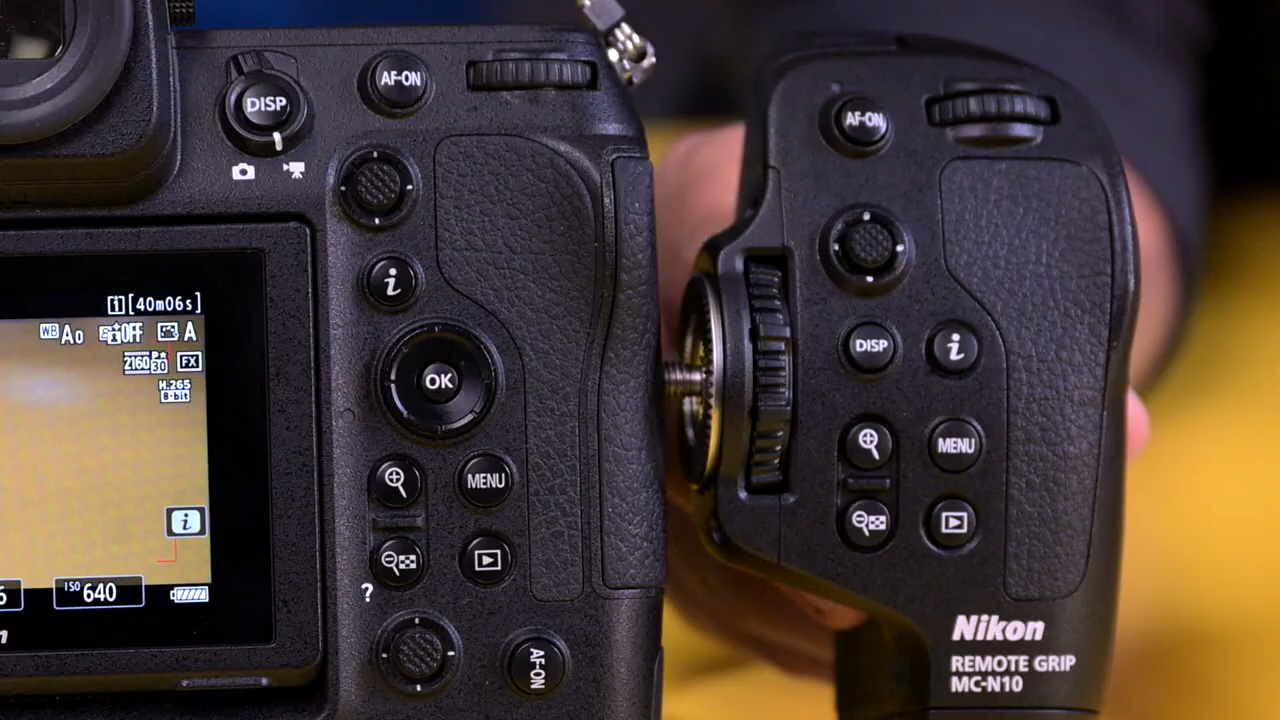 DISP
AF-ON
i
OK
MENU
?
AF-ON
[40m06s]
WB A0
OFF
A
2160 P★ 30
FX
H.265
8-bit
i
6
ISO 640
n
AF-ON
DISP
i
MENU
Nikon
REMOTE GRIP
MC-N10